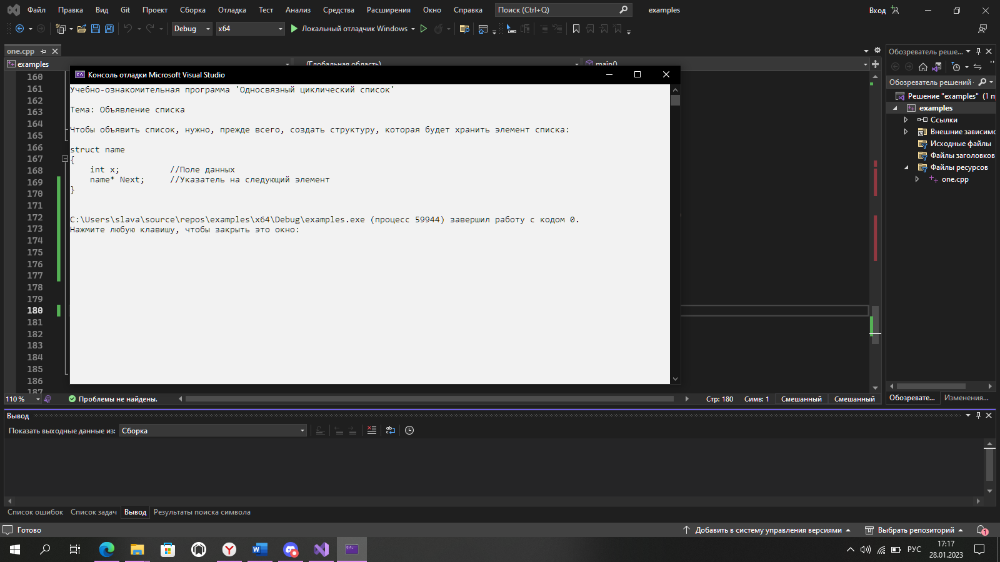 Файл Правка Вид Git Проект Сборка Отладка Тест Анализ Средства Расширения Окно Справка Поиск (Ctrl+Q) examples Вход
Debug x64 Локальный отладчик Windows
one.cpp
examples (Глобальная область) main()
Консоль отладки Microsoft Visual Studio
Учебно-ознакомительная программа 'Односвязный циклический список'
Тема: Объявление списка
Чтобы объявить список, нужно, прежде всего, создать структуру, которая будет хранить элемент списка:
struct name
{
int x; //Поле данных
name* Next; //Указатель на следующий элемент
}
C:\Users\slava\source\repos\examples\x64\Debug\examples.exe (процесс 59944) завершил работу с кодом 0.
Нажмите любую клавишу, чтобы закрыть это окно:
160
161
162
163
164
165
166
167
168
169
170
171
172
173
174
175
176
177
178
179
180
181
182
183
184
185
186
187
Обозреватель реше...
Обозреватель решений
Решение "examples" (1 п
examples
Ссылки
Внешние зависимо
Исходные файлы
Файлы заголовков
Файлы ресурсов
one.cpp
110 % Проблемы не найдены. Стр: 180 Симв: 1 Смешанный Смешанный
Обозревате... Изменения...
Вывод
Показать выходные данные из: Сборка
Список ошибок Список задач Вывод Результаты поиска символа
Готово Добавить в систему управления версиями Выбрать репозиторий 1
РУС 17:17
28.01.2023